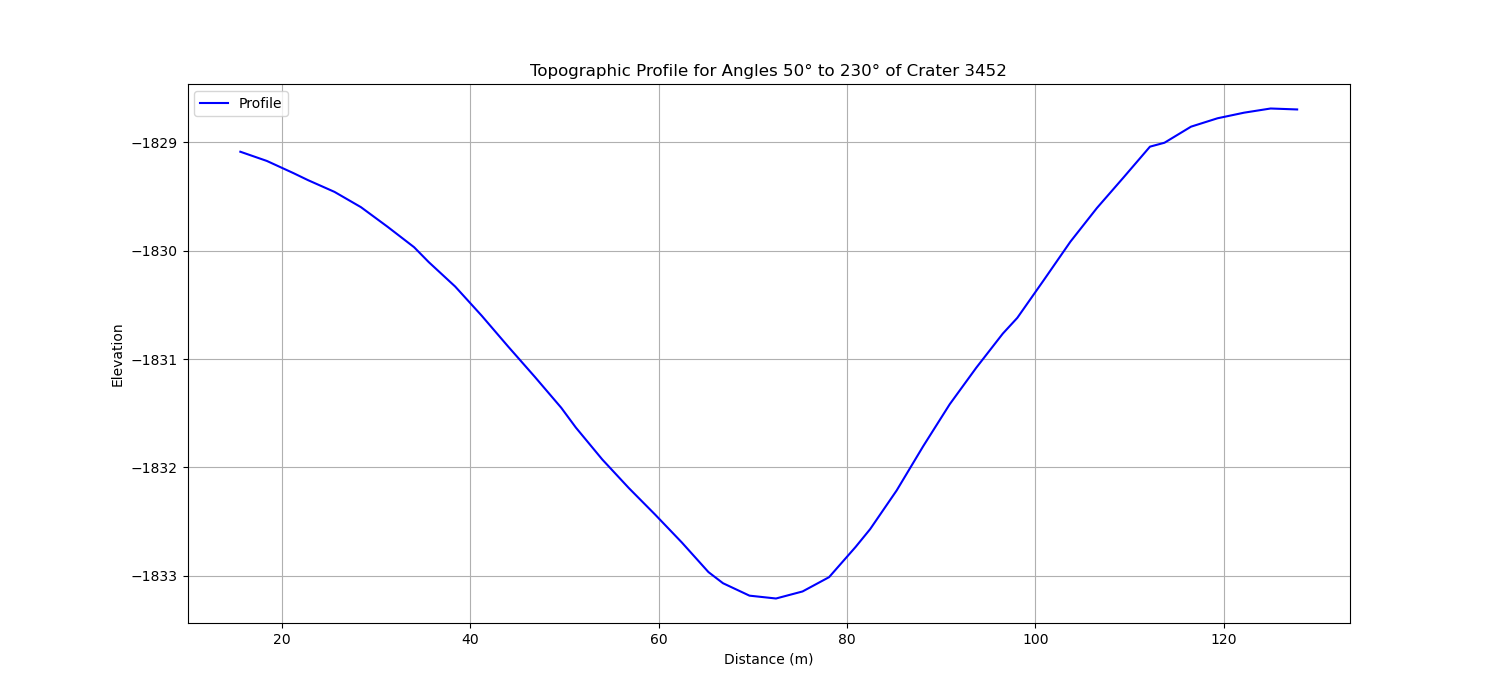 Topographic Profile for Angles 50° to 230° of Crater 3452
Profile
−1829
−1830
−1831
−1832
−1833
Elevation
20 40 60 80 100 120
Distance (m)